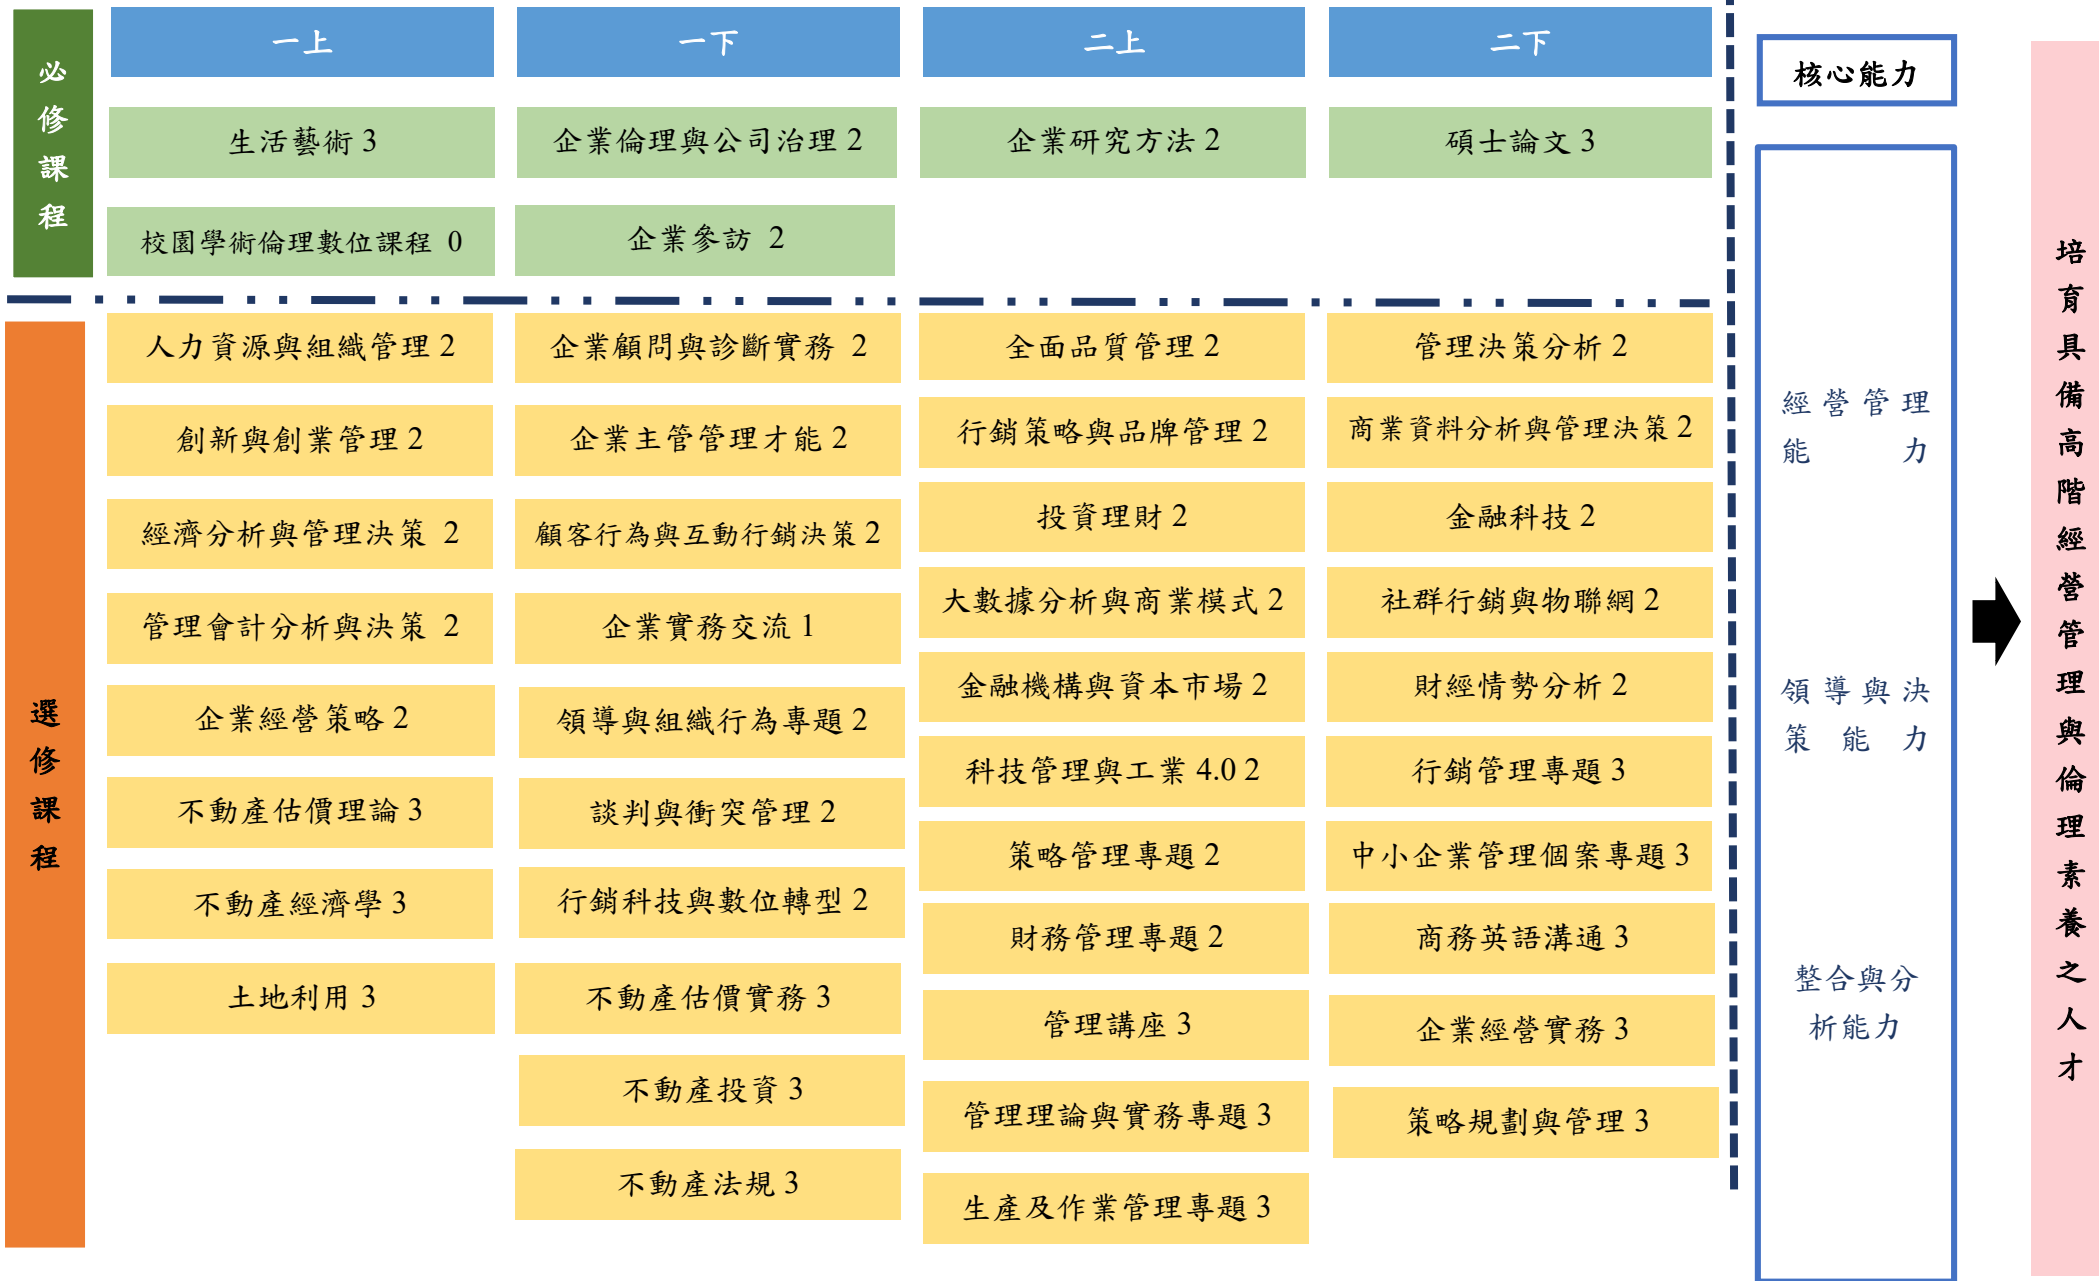 必修課程
一上
一下
二上
二下
生活藝術 3
企業倫理與公司治理 2
企業研究方法 2
碩士論文 3
校園學術倫理數位課程 0
企業參訪 2
選修課程
人力資源與組織管理 2
企業顧問與診斷實務 2
全面品質管理 2
管理決策分析 2
創新與創業管理 2
企業主管管理才能 2
行銷策略與品牌管理 2
商業資料分析與管理決策 2
經濟分析與管理決策 2
顧客行為與互動行銷決策 2
投資理財 2
金融科技 2
管理會計分析與決策 2
企業實務交流 1
大數據分析與商業模式 2
社群行銷與物聯網 2
企業經營策略 2
領導與組織行為專題 2
金融機構與資本市場 2
財經情勢分析 2
不動產估價理論 3
談判與衝突管理 2
科技管理與工業 4.0 2
行銷管理專題 3
不動產經濟學 3
行銷科技與數位轉型 2
策略管理專題 2
中小企業管理個案專題 3
土地利用 3
不動產估價實務 3
財務管理專題 2
商務英語溝通 3
不動產投資 3
管理講座 3
企業經營實務 3
不動產法規 3
管理理論與實務專題 3
策略規劃與管理 3
生產及作業管理專題 3
核心能力
經營管理
能力
領導與決
策能力
整合與分
析能力
培育具備高階經營管理與倫理素養之人才